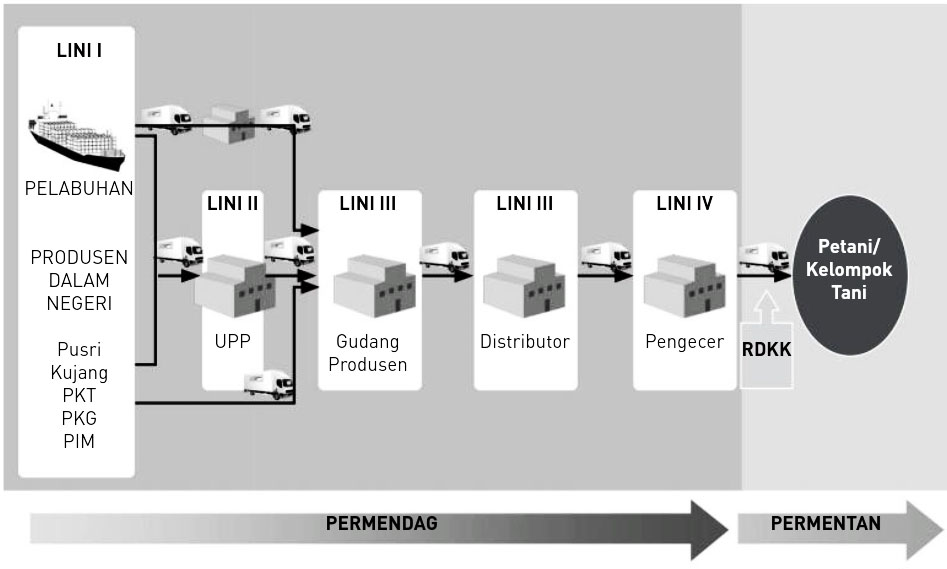 LINI I
PELABUHAN
PRODUSEN
DALAM
NEGERI
Pusri
Kujang
PKT
PKG
PIM
LINI II
UPP
LINI III
Gudang
Produsen
LINI III
Distributor
LINI IV
Pengecer
RDKK
Petani/
Kelompok
Tani
PERMENDAG
PERMENTAN